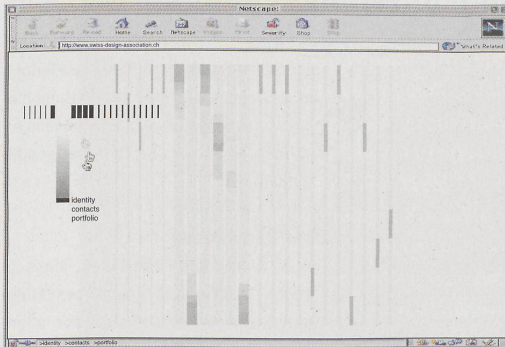 Netscape:
Back Forward Reload Home Search Netscape Images Print Security Shop Stop
Location: http://www.swiss-design-association.ch What's Related
identity
contacts
portfolio
>identity >contacts >portfolio